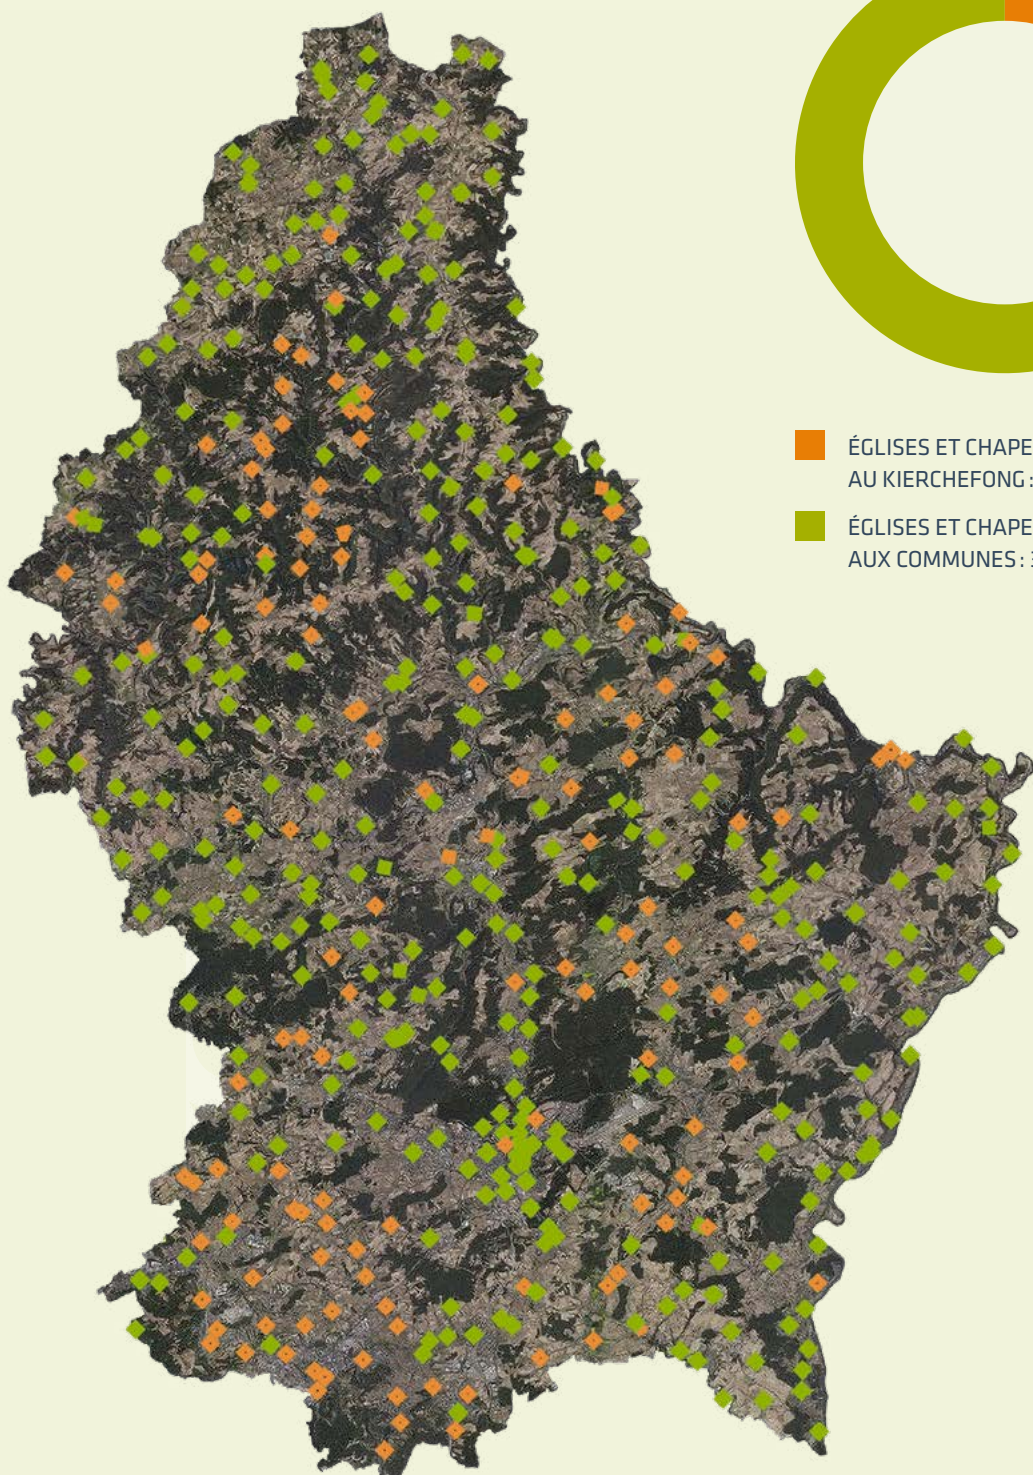 ÉGLISES ET CHAPE
AU KIERCHEFONG :
ÉGLISES ET CHAPE
AUX COMMUNES :